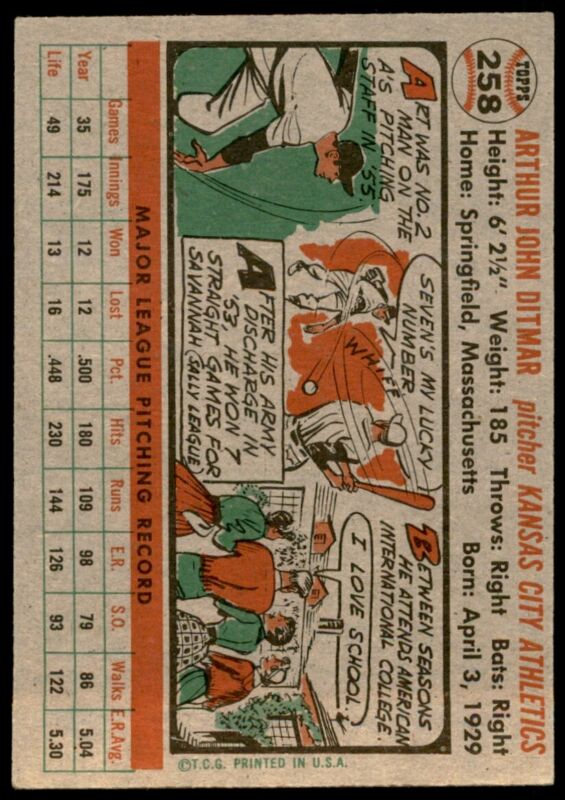 TOPPS
258
ARTHUR JOHN DITMAR pitcher KANSAS CITY ATHLETICS
Height: 6' 2½" Weight: 185 Throws: Right Bats: Right
Home: Springfield, Massachusetts Born: April 3, 1929
ART WAS NO. 2
MAN ON THE
A'S PITCHING
STAFF IN '55.
SEVEN'S MY LUCKY
NUMBER
WHIFF
AFTER HIS ARMY
DISCHARGE IN
'53, HE WON 7
STRAIGHT GAMES FOR
SAVANNAH (SALLY LEAGUE)
BETWEEN SEASONS
HE ATTENDS AMERICAN
INTERNATIONAL COLLEGE.
I LOVE SCHOOL.
MAJOR LEAGUE PITCHING RECORD
Games Innings Won Lost Pct. Hits Runs E.R. S.O. Walks E.R.Avg.
Year 35 175 12 12 .500 180 109 98 79 86 5.04
Life 49 214 13 16 .448 230 144 126 93 122 5.30
©T.C.G. PRINTED IN U.S.A.